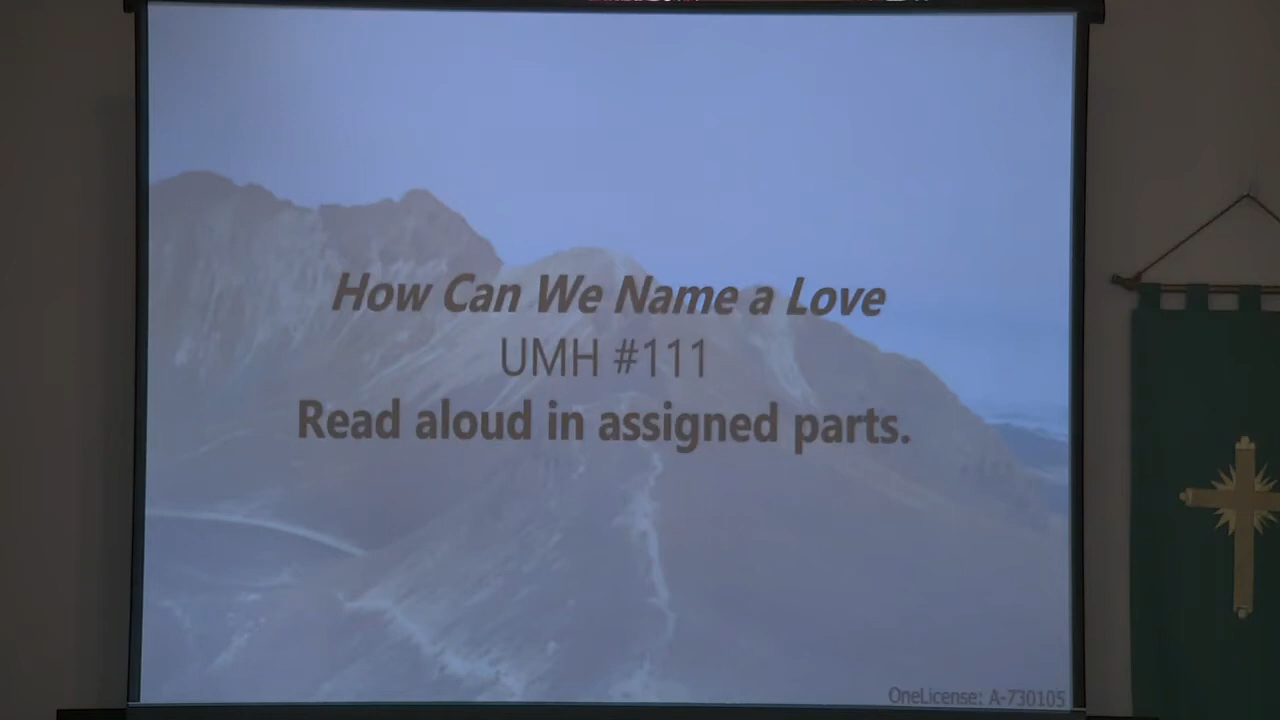 How Can We Name a Love
UMH #111
Read aloud in assigned parts.
OneLicense: A-730105